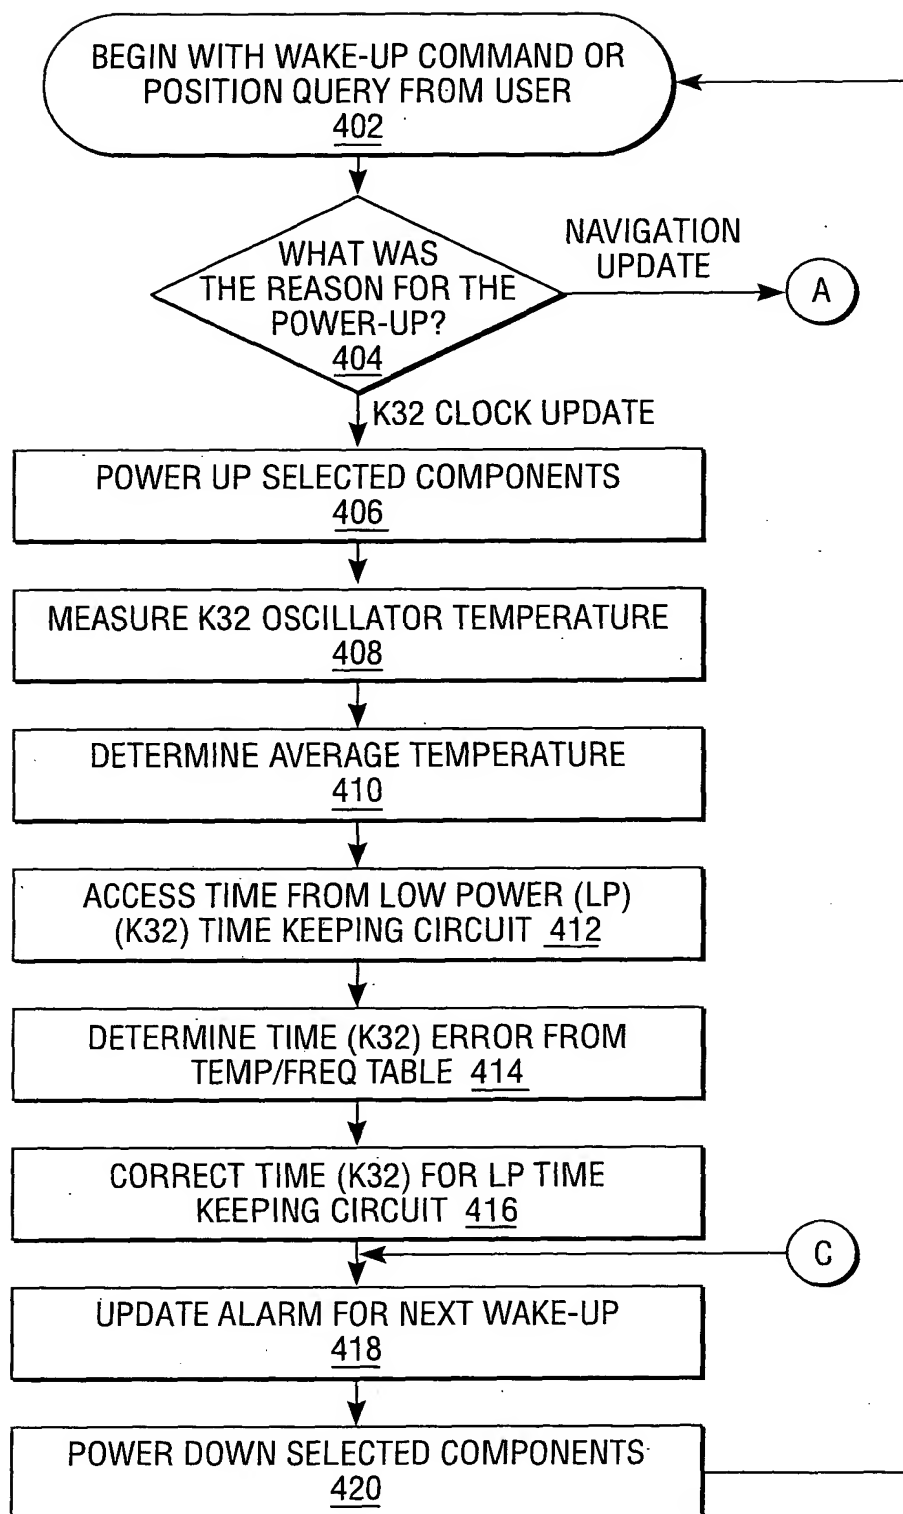 BEGIN WITH WAKE-UP COMMAND OR
POSITION QUERY FROM USER
402
WHAT WAS
THE REASON FOR THE
POWER-UP?
404
NAVIGATION
UPDATE
A
K32 CLOCK UPDATE
POWER UP SELECTED COMPONENTS
406
MEASURE K32 OSCILLATOR TEMPERATURE
408
DETERMINE AVERAGE TEMPERATURE
410
ACCESS TIME FROM LOW POWER (LP)
(K32) TIME KEEPING CIRCUIT 412
DETERMINE TIME (K32) ERROR FROM
TEMP/FREQ TABLE 414
CORRECT TIME (K32) FOR LP TIME
KEEPING CIRCUIT 416
C
UPDATE ALARM FOR NEXT WAKE-UP
418
POWER DOWN SELECTED COMPONENTS
420